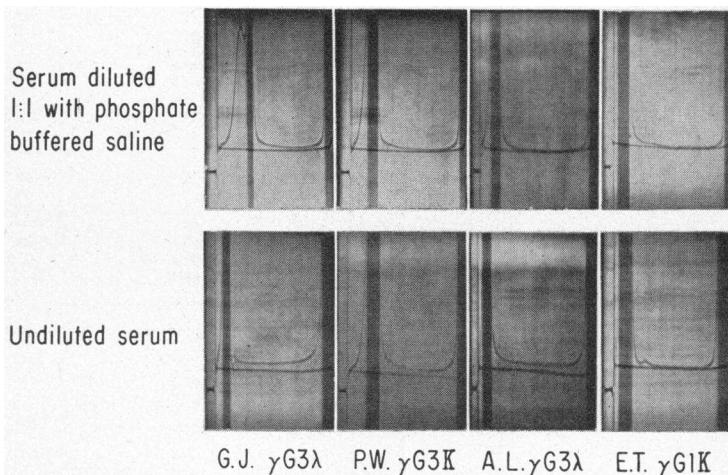 Serum diluted
1:1 with phosphate
buffered saline
Undiluted serum
G.J. γG3λ P.W. γG3K A.L. γG3λ E.T. γG1K